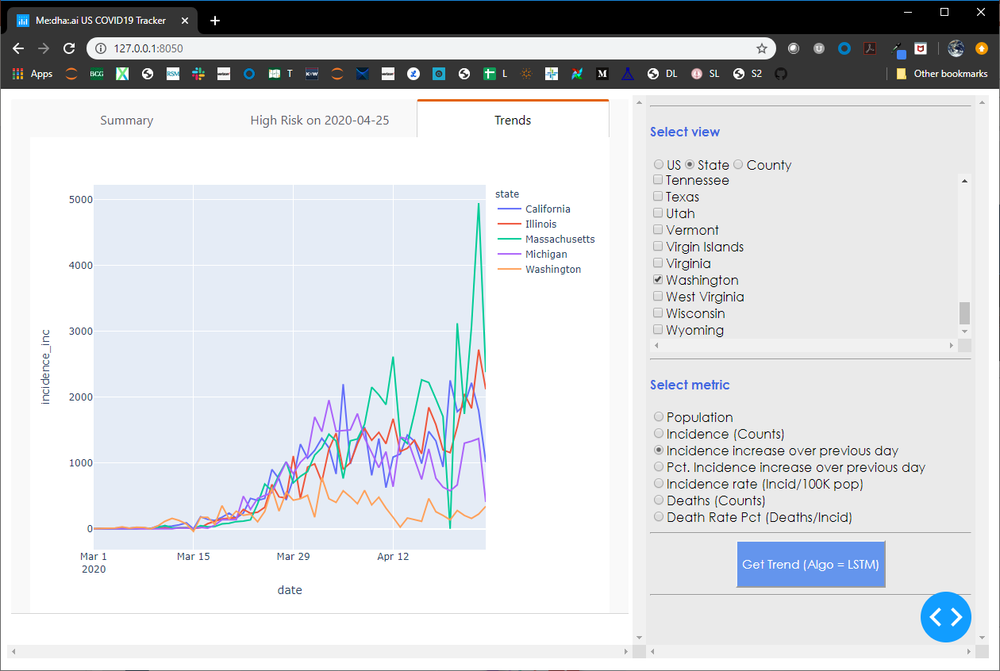 Me:dha:.ai US COVID19 Tracker
127.0.0.1:8050
Apps
BCG
RSM
verizon
T
K&W
verizon
L
M
DL
SL
S2
Other bookmarks
Summary
High Risk on 2020-04-25
Trends
5000
4000
3000
2000
1000
0
incidence_inc
Mar 1
2020
Mar 15
Mar 29
Apr 12
date
state
California
Illinois
Massachusetts
Michigan
Washington
Select view
US State County
Tennessee
Texas
Utah
Vermont
Virgin Islands
Virginia
Washington
West Virginia
Wisconsin
Wyoming
Select metric
Population
Incidence (Counts)
Incidence increase over previous day
Pct. Incidence increase over previous day
Incidence rate (Incid/100K pop)
Deaths (Counts)
Death Rate Pct (Deaths/Incid)
Get Trend (Algo = LSTM)